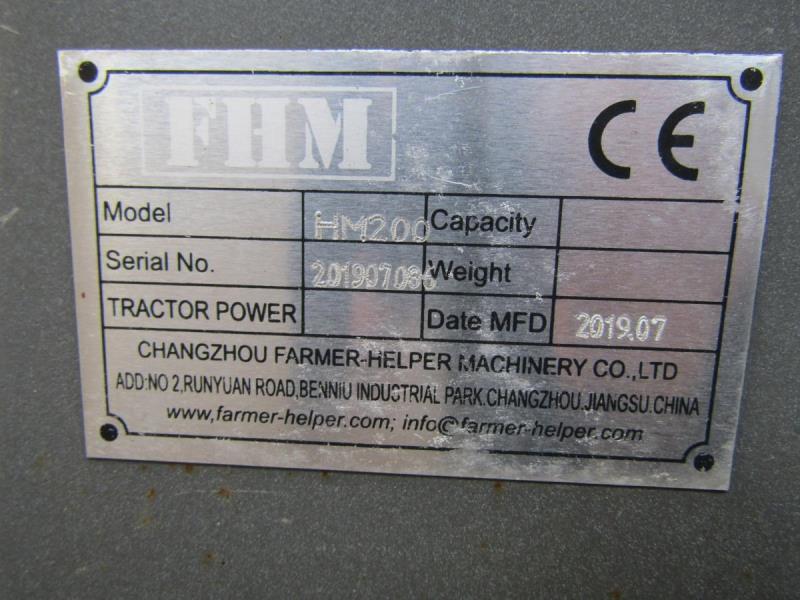 FHM CE
Model HM200 Capacity
Serial No. 201907086 Weight
TRACTOR POWER Date MFD 2019.07
CHANGZHOU FARMER-HELPER MACHINERY CO.,LTD
ADD:NO 2,RUNYUAN ROAD,BENNIU INDUSTRIAL PARK.CHANGZHOU.JIANGSU.CHINA
www.farmer-helper.com; info@farmer-helper.com